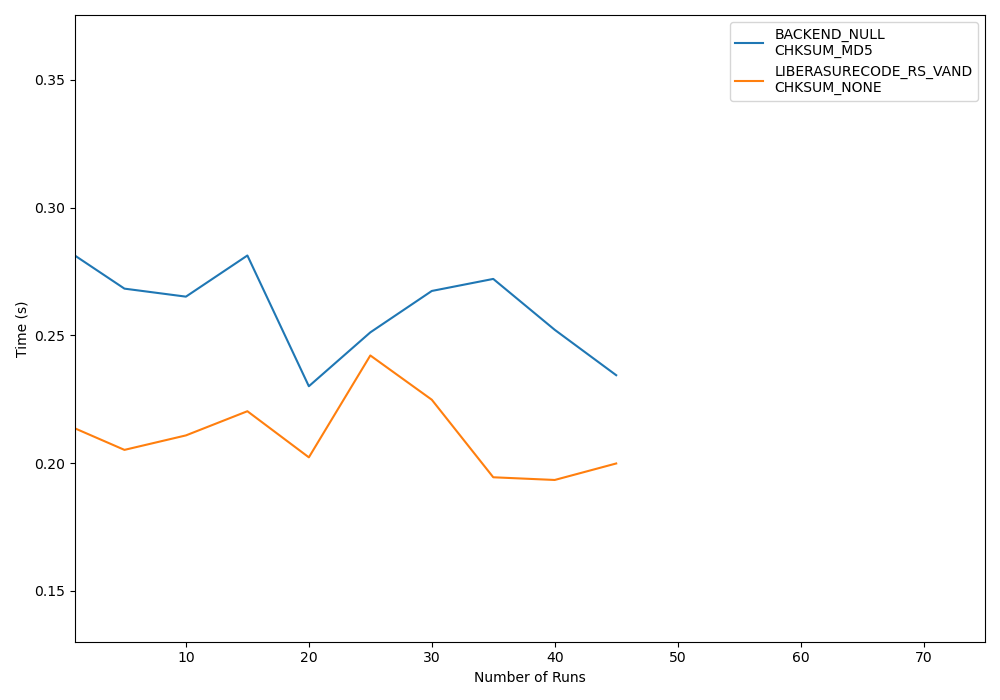 BACKEND_NULL
CHKSUM_MD5
LIBERASURECODE_RS_VAND
CHKSUM_NONE
0.35
0.30
0.25
0.20
0.15
Time (s)
10 20 30 40 50 60 70
Number of Runs